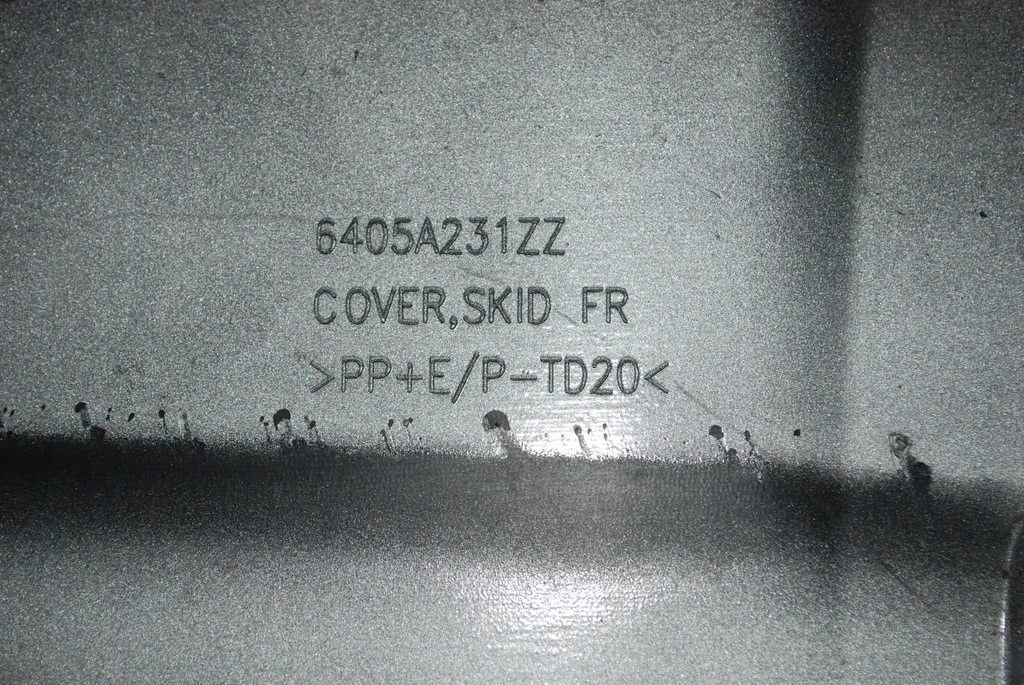 6405A231ZZ
COVER,SKID FR
>PP+E/P-TD20<